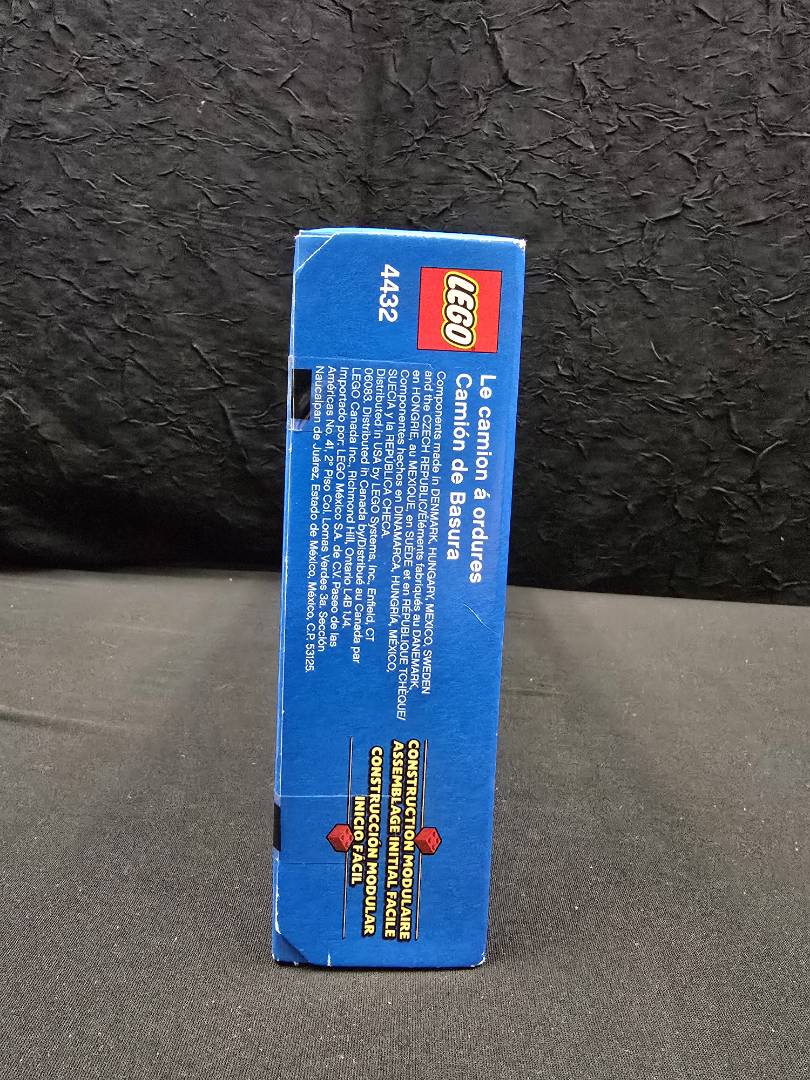 LEGO
4432
Le camion á ordures
Camión de Basura
Components made in DENMARK, HUNGARY, MEXICO, SWEDEN
and the CZECH REPUBLIC/Éléments fabriqués au DANEMARK,
en HONGRIE, au MEXIQUE, en SUÈDE et en RÉPUBLIQUE TCHÈQUE/
Componentes hechos en DINAMARCA, HUNGRÍA, MÉXICO,
SUECIA y la REPÚBLICA CHECA.
Distributed in USA by LEGO Systems, Inc., Enfield, CT
06083. Distributed in Canada by/Distribué au Canada par
LEGO Canada Inc., Richmond Hill, Ontario L4B 1J4.
Importado por: LEGO México S.A. de C.V. Paseo de las
Américas No. 41, 2° Piso Col. Lomas Verdes 3a. Sección
Naucalpan de Juárez, Estado de México, México, C.P. 53125.
CONSTRUCTION MODULAIRE
ASSEMBLAGE INITIAL FACILE
CONSTRUCCIÓN MODULAR
INICIO FÁCIL